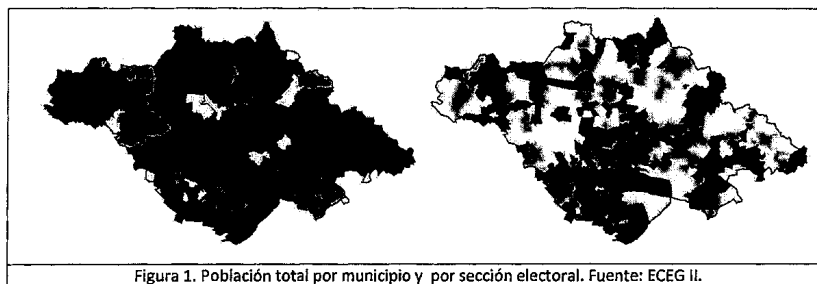 Figura 1. Población total por municipio y por sección electoral. Fuente: ECEG II.